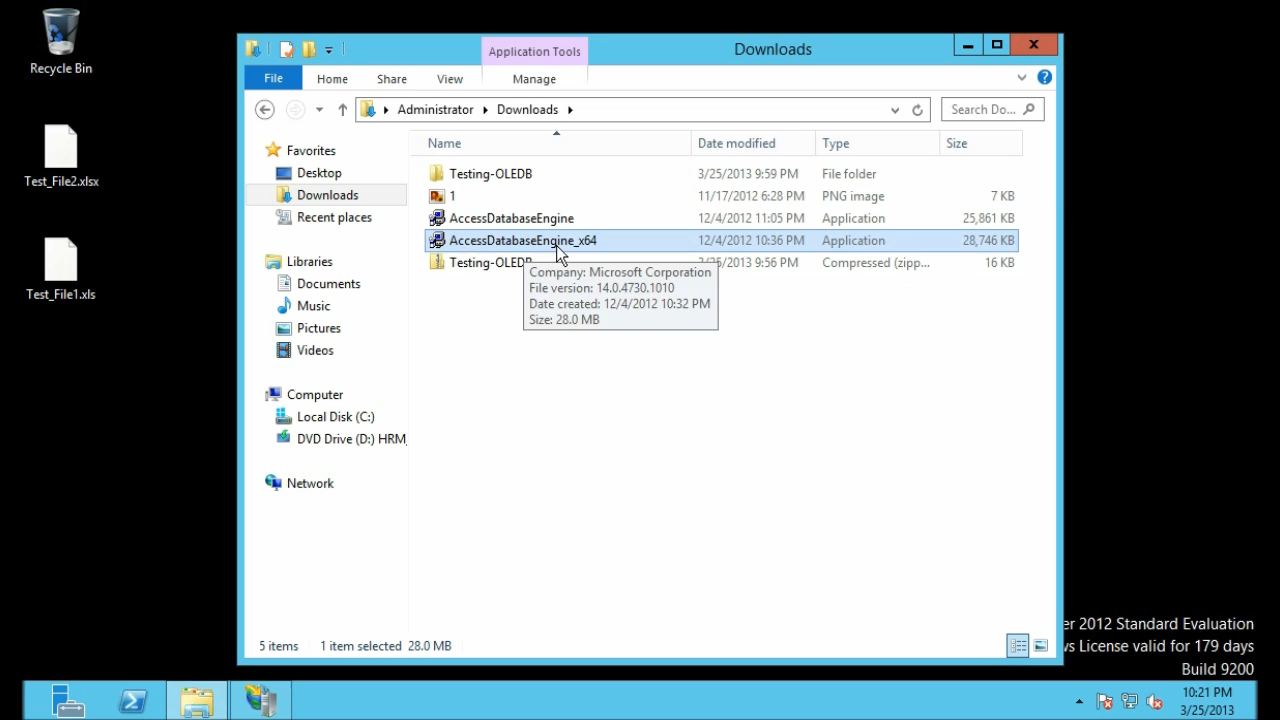 Recycle Bin
Test_File2.xlsx
Test_File1.xls
Application Tools
Downloads
File
Home
Share
View
Manage
Administrator
Downloads
Search Do...
Name
Date modified
Type
Size
Favorites
Desktop
Downloads
Recent places
Libraries
Documents
Music
Pictures
Videos
Computer
Local Disk (C:)
DVD Drive (D:) HRM_
Network
Testing-OLEDB 3/25/2013 9:59 PM File folder
1 11/17/2012 6:28 PM PNG image 7 KB
AccessDatabaseEngine 12/4/2012 11:05 PM Application 25,861 KB
AccessDatabaseEngine_x64 12/4/2012 10:36 PM Application 28,746 KB
Testing-OLEDB /2013 9:56 PM Compressed (zipp... 16 KB
Company: Microsoft Corporation
File version: 14.0.4730.1010
Date created: 12/4/2012 10:32 PM
Size: 28.0 MB
5 items 1 item selected 28.0 MB
er 2012 Standard Evaluation
ws License valid for 179 days
Build 9200
10:21 PM
3/25/2013